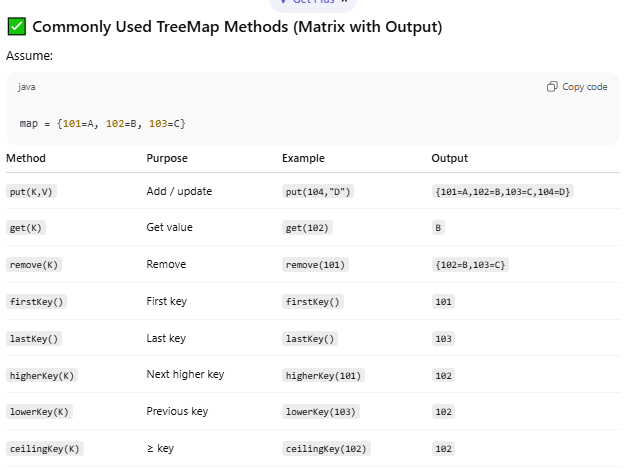 Get Plus ×
✅ Commonly Used TreeMap Methods (Matrix with Output)
Assume:
java Copy code
map = {101=A, 102=B, 103=C}
Method Purpose Example Output
put(K,V) Add / update put(104,"D") {101=A,102=B,103=C,104=D}
get(K) Get value get(102) B
remove(K) Remove remove(101) {102=B,103=C}
firstKey() First key firstKey() 101
lastKey() Last key lastKey() 103
higherKey(K) Next higher key higherKey(101) 102
lowerKey(K) Previous key lowerKey(103) 102
ceilingKey(K) ≥ key ceilingKey(102) 102